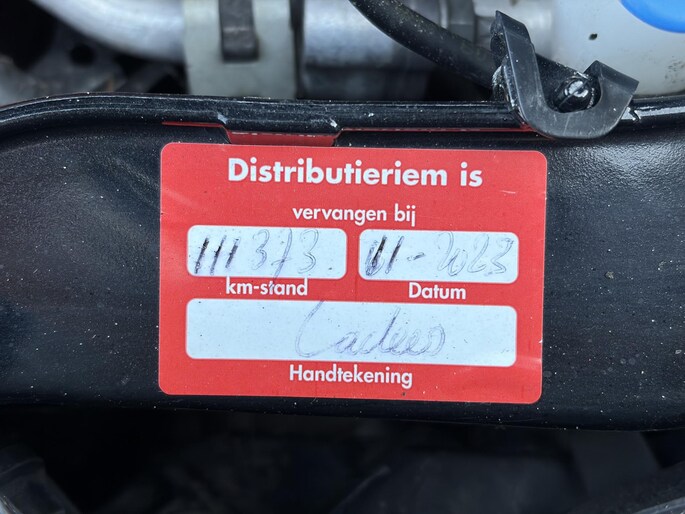 Distributieriem is
vervangen bij
111373 11-2023
km-stand Datum
Handtekening